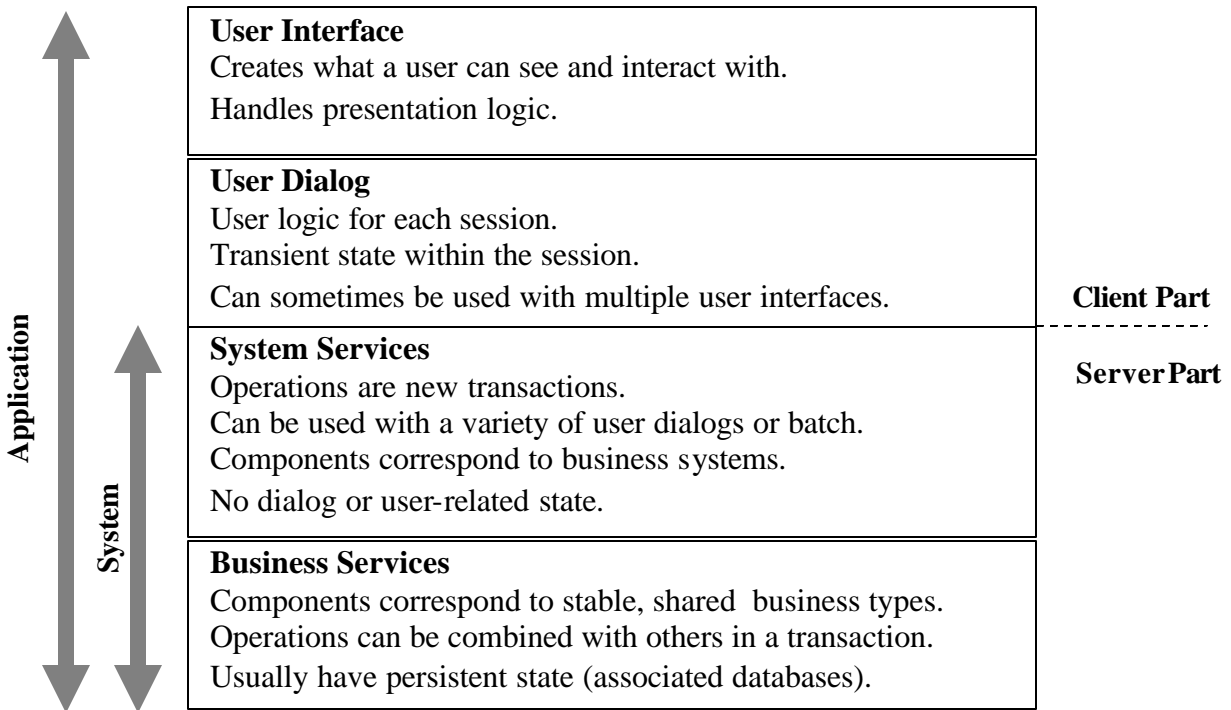 User Interface
Creates what a user can see and interact with.
Handles presentation logic.
User Dialog
User logic for each session.
Transient state within the session.
Can sometimes be used with multiple user interfaces.
Client Part
System Services
Operations are new transactions.
Can be used with a variety of user dialogs or batch.
Components correspond to business systems.
No dialog or user-related state.
Server Part
Business Services
Components correspond to stable, shared business types.
Operations can be combined with others in a transaction.
Usually have persistent state (associated databases).
Application
System